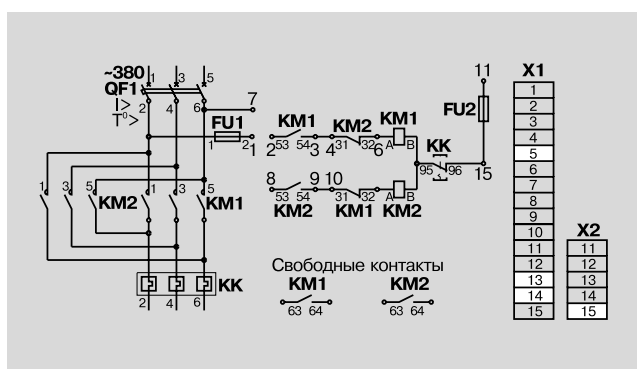 ~380
QF1
I>
T°>
1 3 5
2 4 6
7
FU1
1 2 1
11
FU2
15
KM1
2 53 54 3
KM2
4 31 32 6
KM1
A B
KK
95 96
8 53 54 9
KM2
10 31 32
KM1
A B
KM2
1 3 5
KM2
1 3 5
KM1
KK
2 4 6
Свободные контакты
KM1
63 64
KM2
63 64
X1
1
2
3
4
5
6
7
8
9
10
11
12
13
14
15
X2
11
12
13
14
15